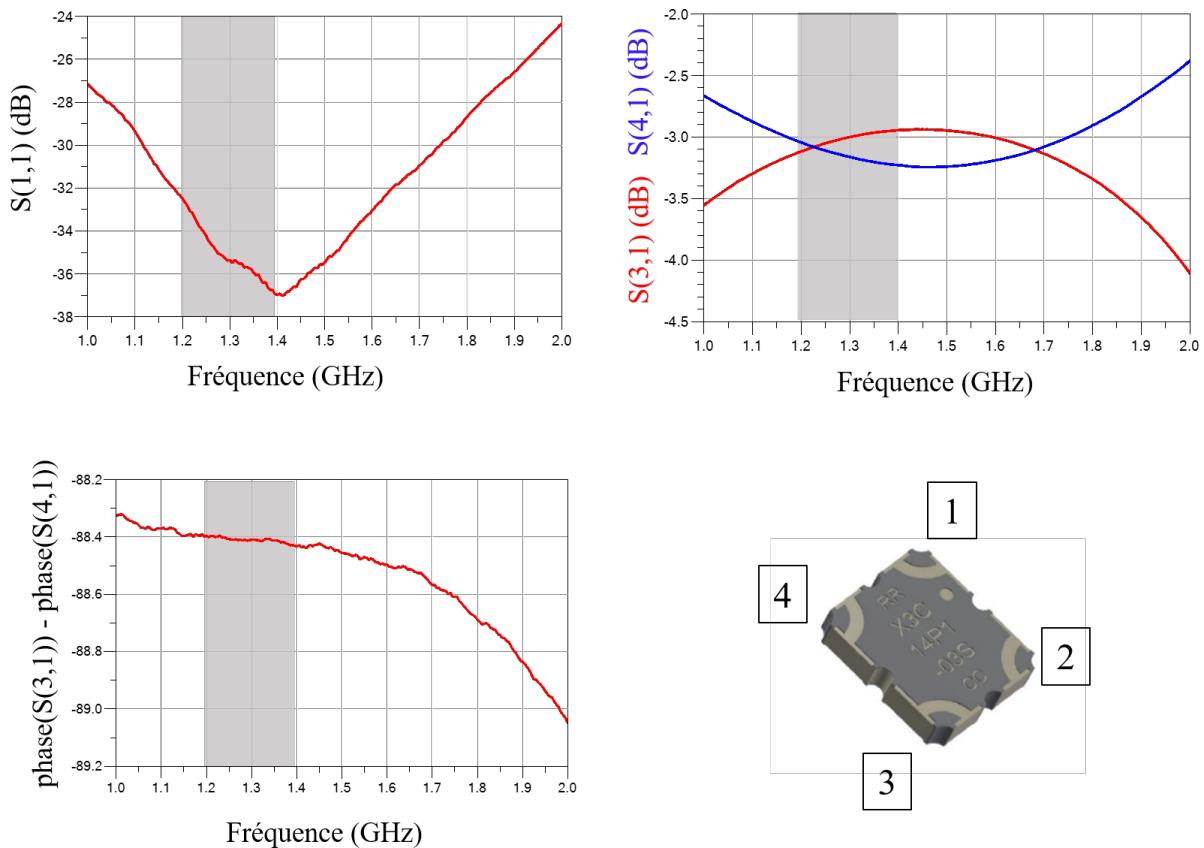 S(1,1) (dB)
-24
-26
-28
-30
-32
-34
-36
-38
1.0 1.1 1.2 1.3 1.4 1.5 1.6 1.7 1.8 1.9 2.0
Fréquence (GHz)
S(3,1) (dB) S(4,1) (dB)
-2.0
-2.5
-3.0
-3.5
-4.0
-4.5
1.0 1.1 1.2 1.3 1.4 1.5 1.6 1.7 1.8 1.9 2.0
Fréquence (GHz)
phase(S(3,1)) - phase(S(4,1))
-88.2
-88.4
-88.6
-88.8
-89.0
-89.2
1.0 1.1 1.2 1.3 1.4 1.5 1.6 1.7 1.8 1.9 2.0
Fréquence (GHz)
1
4
2
3
RR
X3C
14P1
-03S
CC